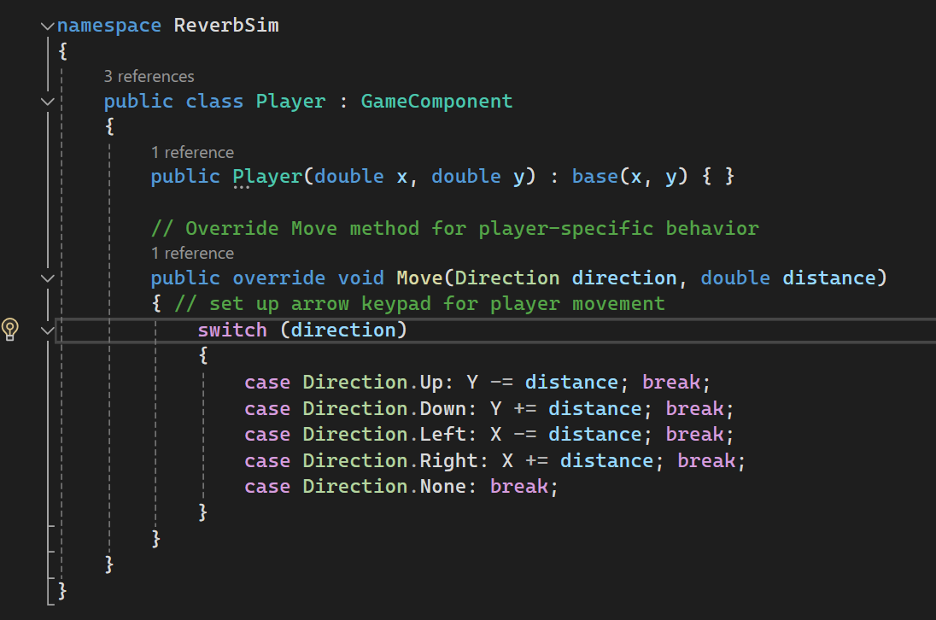 namespace ReverbSim
{
3 references
public class Player : GameComponent
{
1 reference
public Player(double x, double y) : base(x, y) { }
// Override Move method for player-specific behavior
1 reference
public override void Move(Direction direction, double distance)
{ // set up arrow keypad for player movement
switch (direction)
{
case Direction.Up: Y -= distance; break;
case Direction.Down: Y += distance; break;
case Direction.Left: X -= distance; break;
case Direction.Right: X += distance; break;
case Direction.None: break;
}
}
}
}